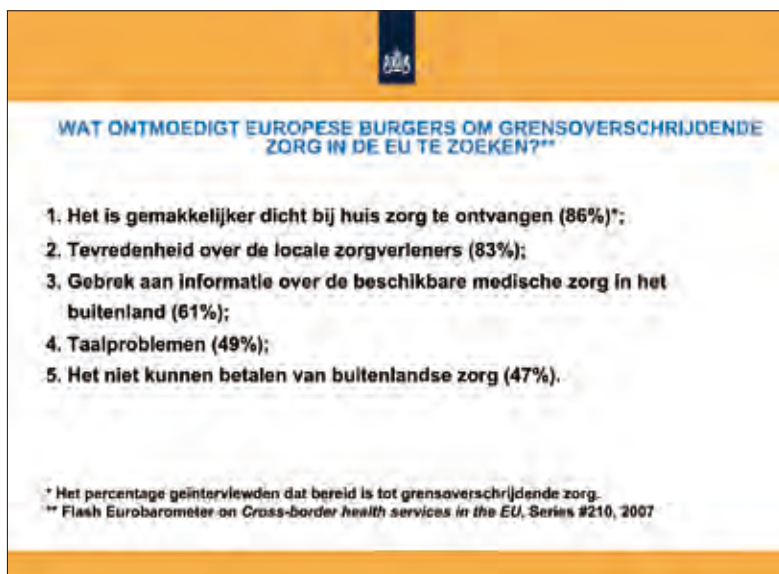 WAT ONTMOEDIGT EUROPESE BURGERS OM GRENSOVERSCHRIJDENDE
ZORG IN DE EU TE ZOEKEN?**
1. Het is gemakkelijker dicht bij huis zorg te ontvangen (86%)*;
2. Tevredenheid over de locale zorgverleners (83%);
3. Gebrek aan informatie over de beschikbare medische zorg in het
buitenland (61%);
4. Taalproblemen (49%);
5. Het niet kunnen betalen van buitenlandse zorg (47%).
* Het percentage geïnterviewden dat bereid is tot grensoverschrijdende zorg.
** Flash Eurobarometer on Cross-border health services in the EU, Series #210, 2007